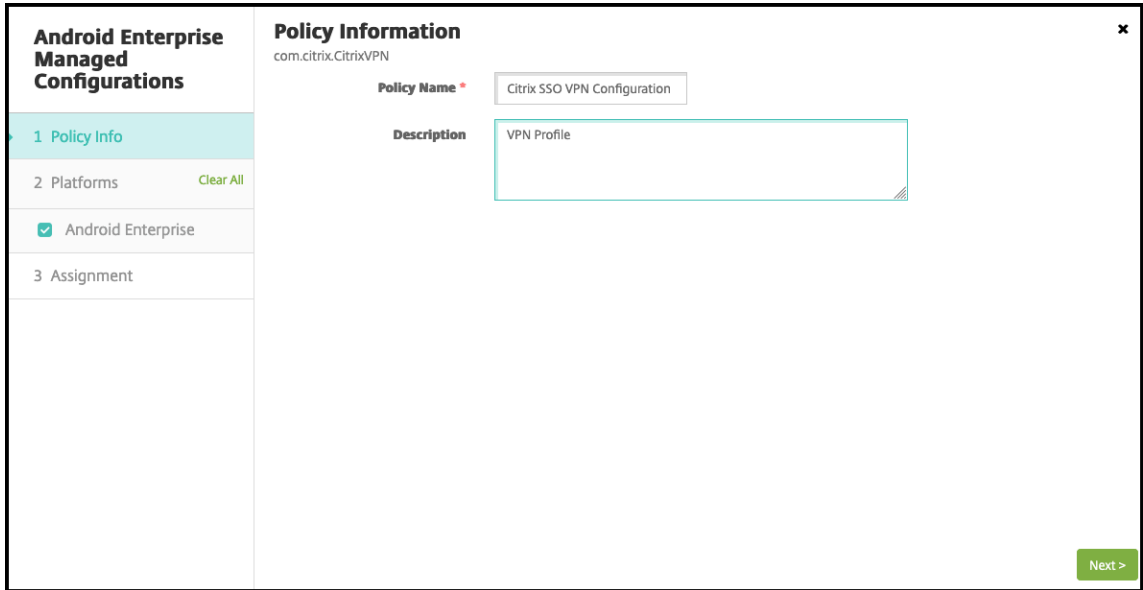 Android Enterprise
Managed
Configurations
1 Policy Info
2 Platforms
Clear All
Android Enterprise
3 Assignment
Policy Information
com.citrix.CitrixVPN
Policy Name *
Citrix SSO VPN Configuration
Description
VPN Profile
Next >